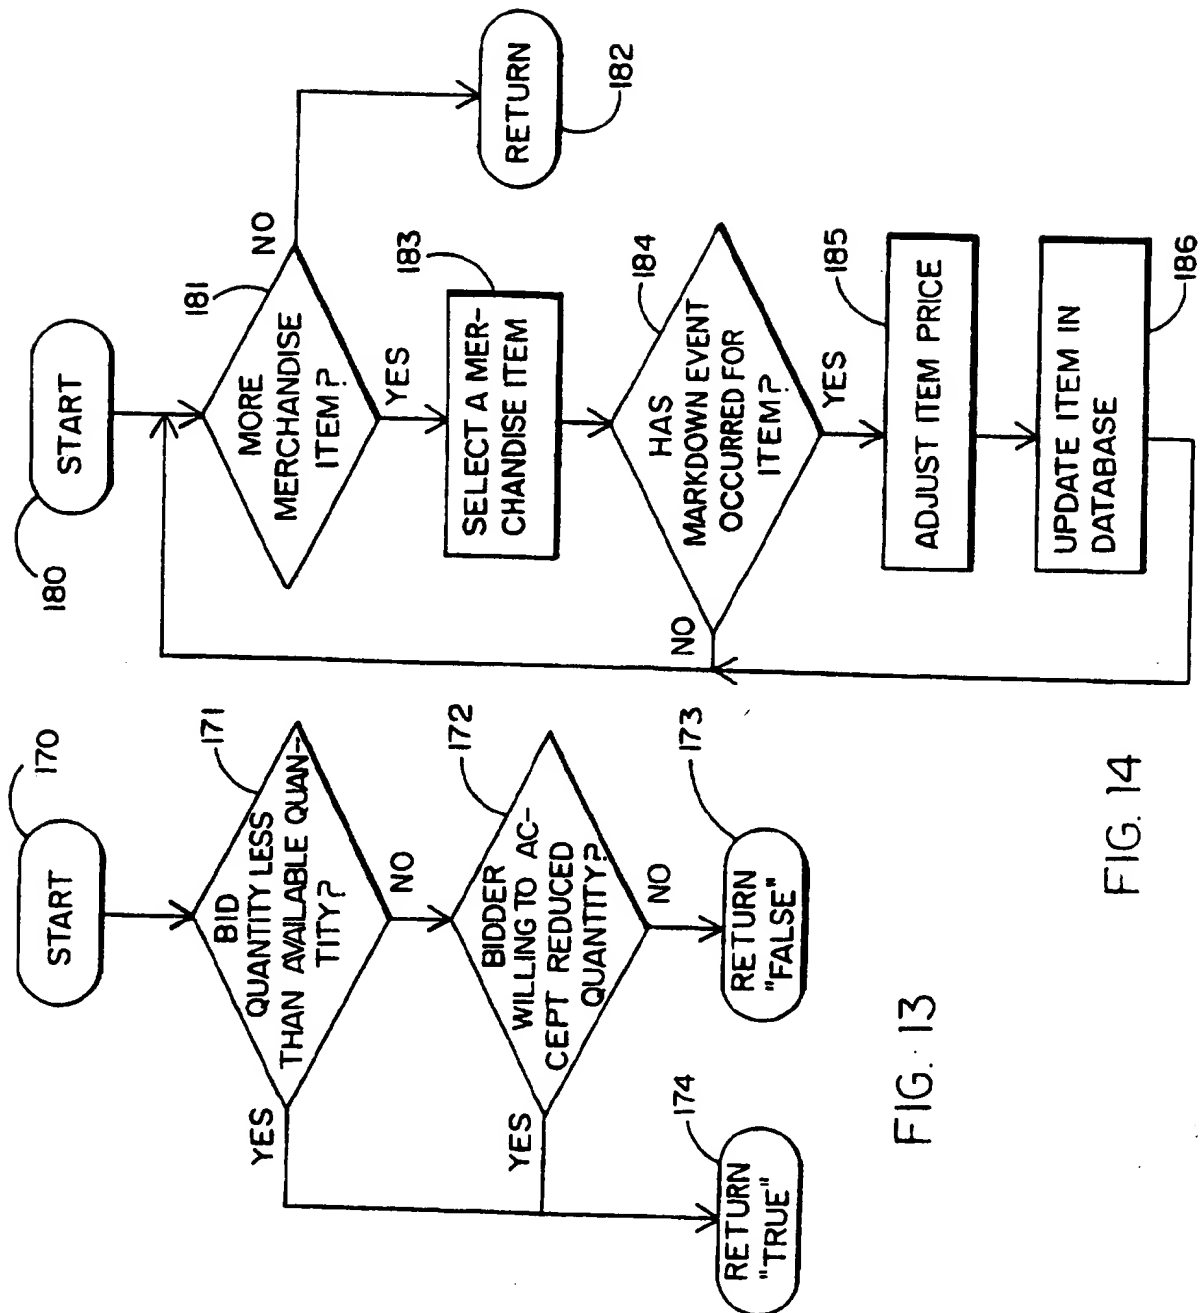 170
START
171
BID
QUANTITY LESS
THAN AVAILABLE QUAN-
TITY?
YES
NO
172
BIDDER
WILLING TO AC-
CEPT REDUCED
QUANTITY?
YES
NO
173
RETURN
"FALSE"
174
RETURN
"TRUE"
FIG. 13
180
START
181
MORE
MERCHANDISE
ITEM?
NO
YES
RETURN
182
183
SELECT A MER-
CHANDISE ITEM
184
HAS
MARKDOWN EVENT
OCCURRED FOR
ITEM?
NO
YES
185
ADJUST ITEM PRICE
186
UPDATE ITEM IN
DATABASE
FIG. 14